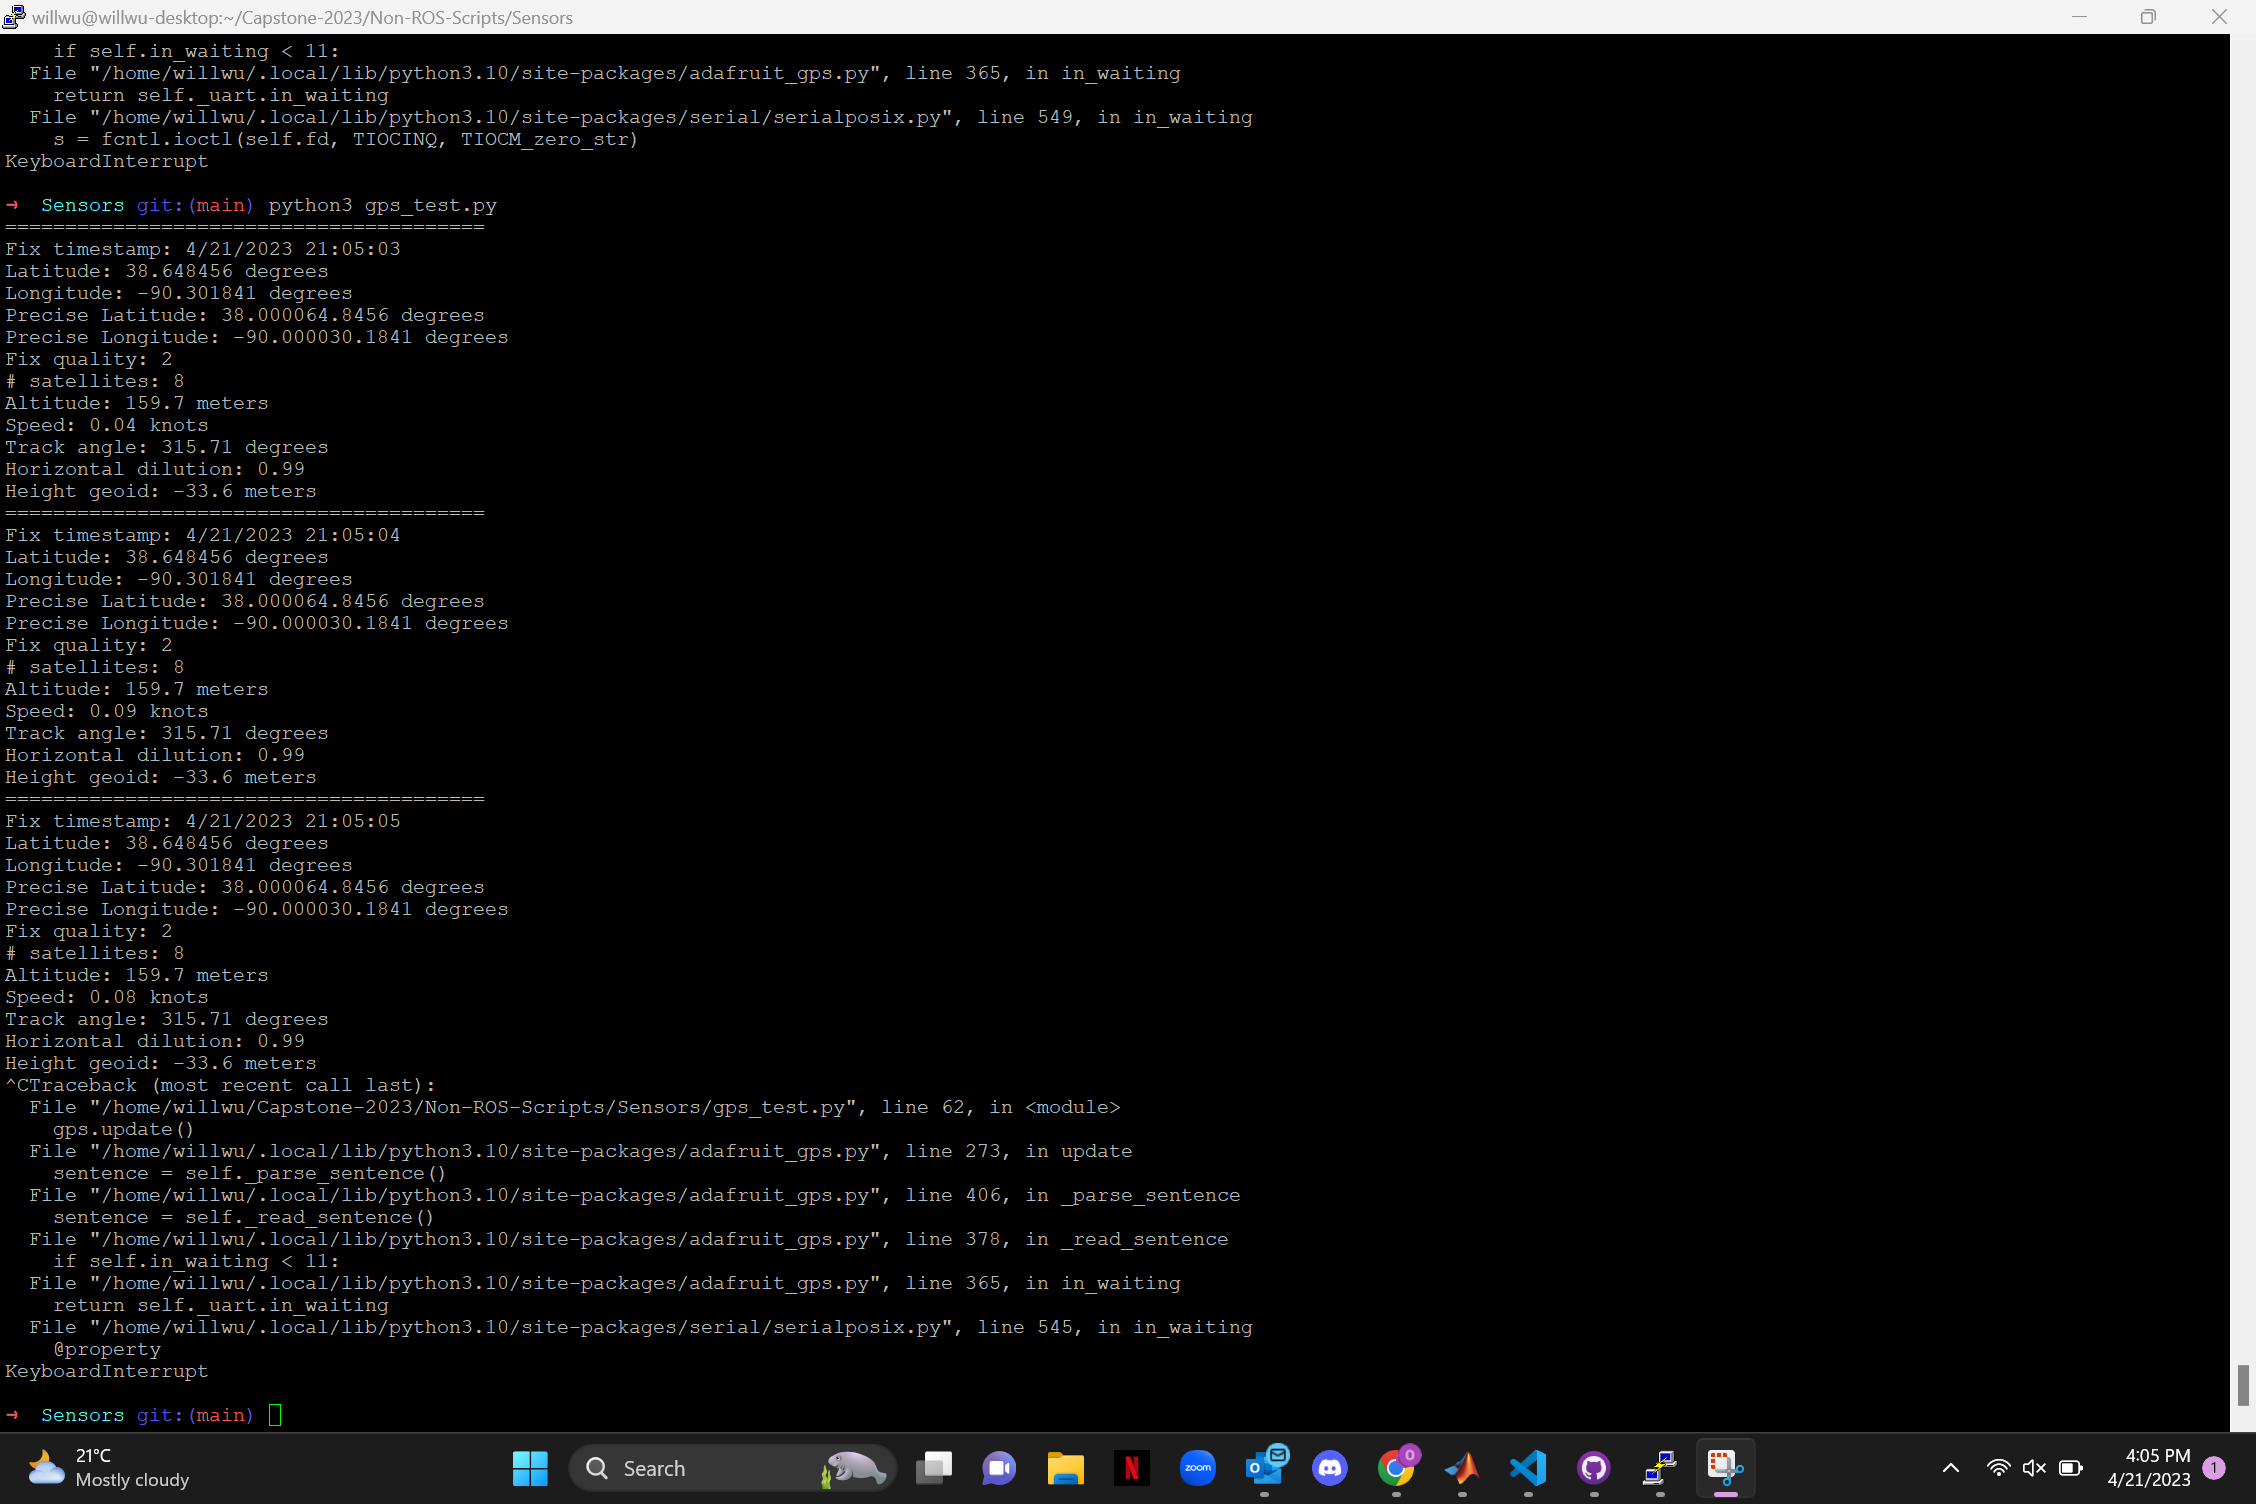 willwu@willwu-desktop:~/Capstone-2023/Non-ROS-Scripts/Sensors
if self.in_waiting < 11:
File "/home/willwu/.local/lib/python3.10/site-packages/adafruit_gps.py", line 365, in in_waiting
return self._uart.in_waiting
File "/home/willwu/.local/lib/python3.10/site-packages/serial/serialposix.py", line 549, in in_waiting
s = fcntl.ioctl(self.fd, TIOCINQ, TIOCM_zero_str)
KeyboardInterrupt
→ Sensors git:(main) python3 gps_test.py
========================================
Fix timestamp: 4/21/2023 21:05:03
Latitude: 38.648456 degrees
Longitude: -90.301841 degrees
Precise Latitude: 38.000064.8456 degrees
Precise Longitude: -90.000030.1841 degrees
Fix quality: 2
# satellites: 8
Altitude: 159.7 meters
Speed: 0.04 knots
Track angle: 315.71 degrees
Horizontal dilution: 0.99
Height geoid: -33.6 meters
========================================
Fix timestamp: 4/21/2023 21:05:04
Latitude: 38.648456 degrees
Longitude: -90.301841 degrees
Precise Latitude: 38.000064.8456 degrees
Precise Longitude: -90.000030.1841 degrees
Fix quality: 2
# satellites: 8
Altitude: 159.7 meters
Speed: 0.09 knots
Track angle: 315.71 degrees
Horizontal dilution: 0.99
Height geoid: -33.6 meters
========================================
Fix timestamp: 4/21/2023 21:05:05
Latitude: 38.648456 degrees
Longitude: -90.301841 degrees
Precise Latitude: 38.000064.8456 degrees
Precise Longitude: -90.000030.1841 degrees
Fix quality: 2
# satellites: 8
Altitude: 159.7 meters
Speed: 0.08 knots
Track angle: 315.71 degrees
Horizontal dilution: 0.99
Height geoid: -33.6 meters
^CTraceback (most recent call last):
File "/home/willwu/Capstone-2023/Non-ROS-Scripts/Sensors/gps_test.py", line 62, in <module>
gps.update()
File "/home/willwu/.local/lib/python3.10/site-packages/adafruit_gps.py", line 273, in update
sentence = self._parse_sentence()
File "/home/willwu/.local/lib/python3.10/site-packages/adafruit_gps.py", line 406, in _parse_sentence
sentence = self._read_sentence()
File "/home/willwu/.local/lib/python3.10/site-packages/adafruit_gps.py", line 378, in _read_sentence
if self.in_waiting < 11:
File "/home/willwu/.local/lib/python3.10/site-packages/adafruit_gps.py", line 365, in in_waiting
return self._uart.in_waiting
File "/home/willwu/.local/lib/python3.10/site-packages/serial/serialposix.py", line 545, in in_waiting
@property
KeyboardInterrupt
→ Sensors git:(main)
21°C
Mostly cloudy
Search
N
zoom
0
4:05 PM
4/21/2023
1